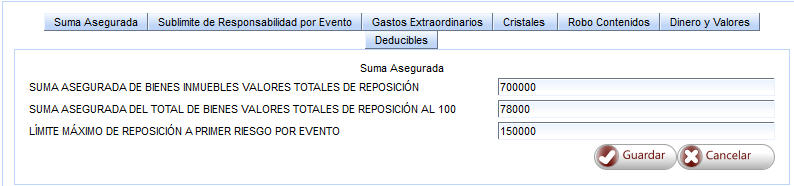 Suma Asegurada Sublimite de Responsabilidad por Evento Gastos Extraordinarios Cristales Robo Contenidos Dinero y Valores
Deducibles
Suma Asegurada
SUMA ASEGURADA DE BIENES INMUEBLES VALORES TOTALES DE REPOSICIÓN 700000
SUMA ASEGURADA DEL TOTAL DE BIENES VALORES TOTALES DE REPOSICIÓN AL 100 78000
LÍMITE MÁXIMO DE REPOSICIÓN A PRIMER RIESGO POR EVENTO 150000
Guardar Cancelar